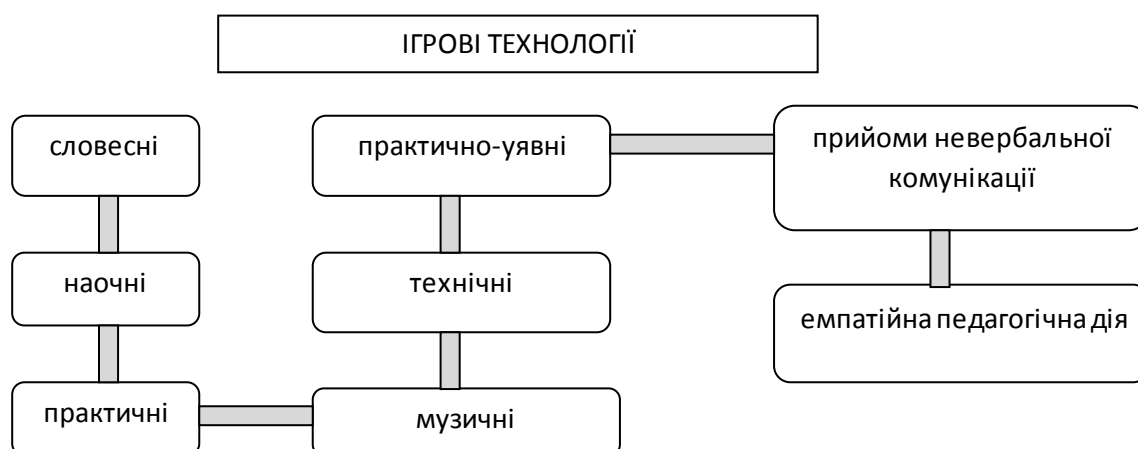 ІГРОВІ ТЕХНОЛОГІЇ
словесні
наочні
практичні
музичні
технічні
практично-уявні
прийоми невербальної
комунікації
емпатійна педагогічна дія